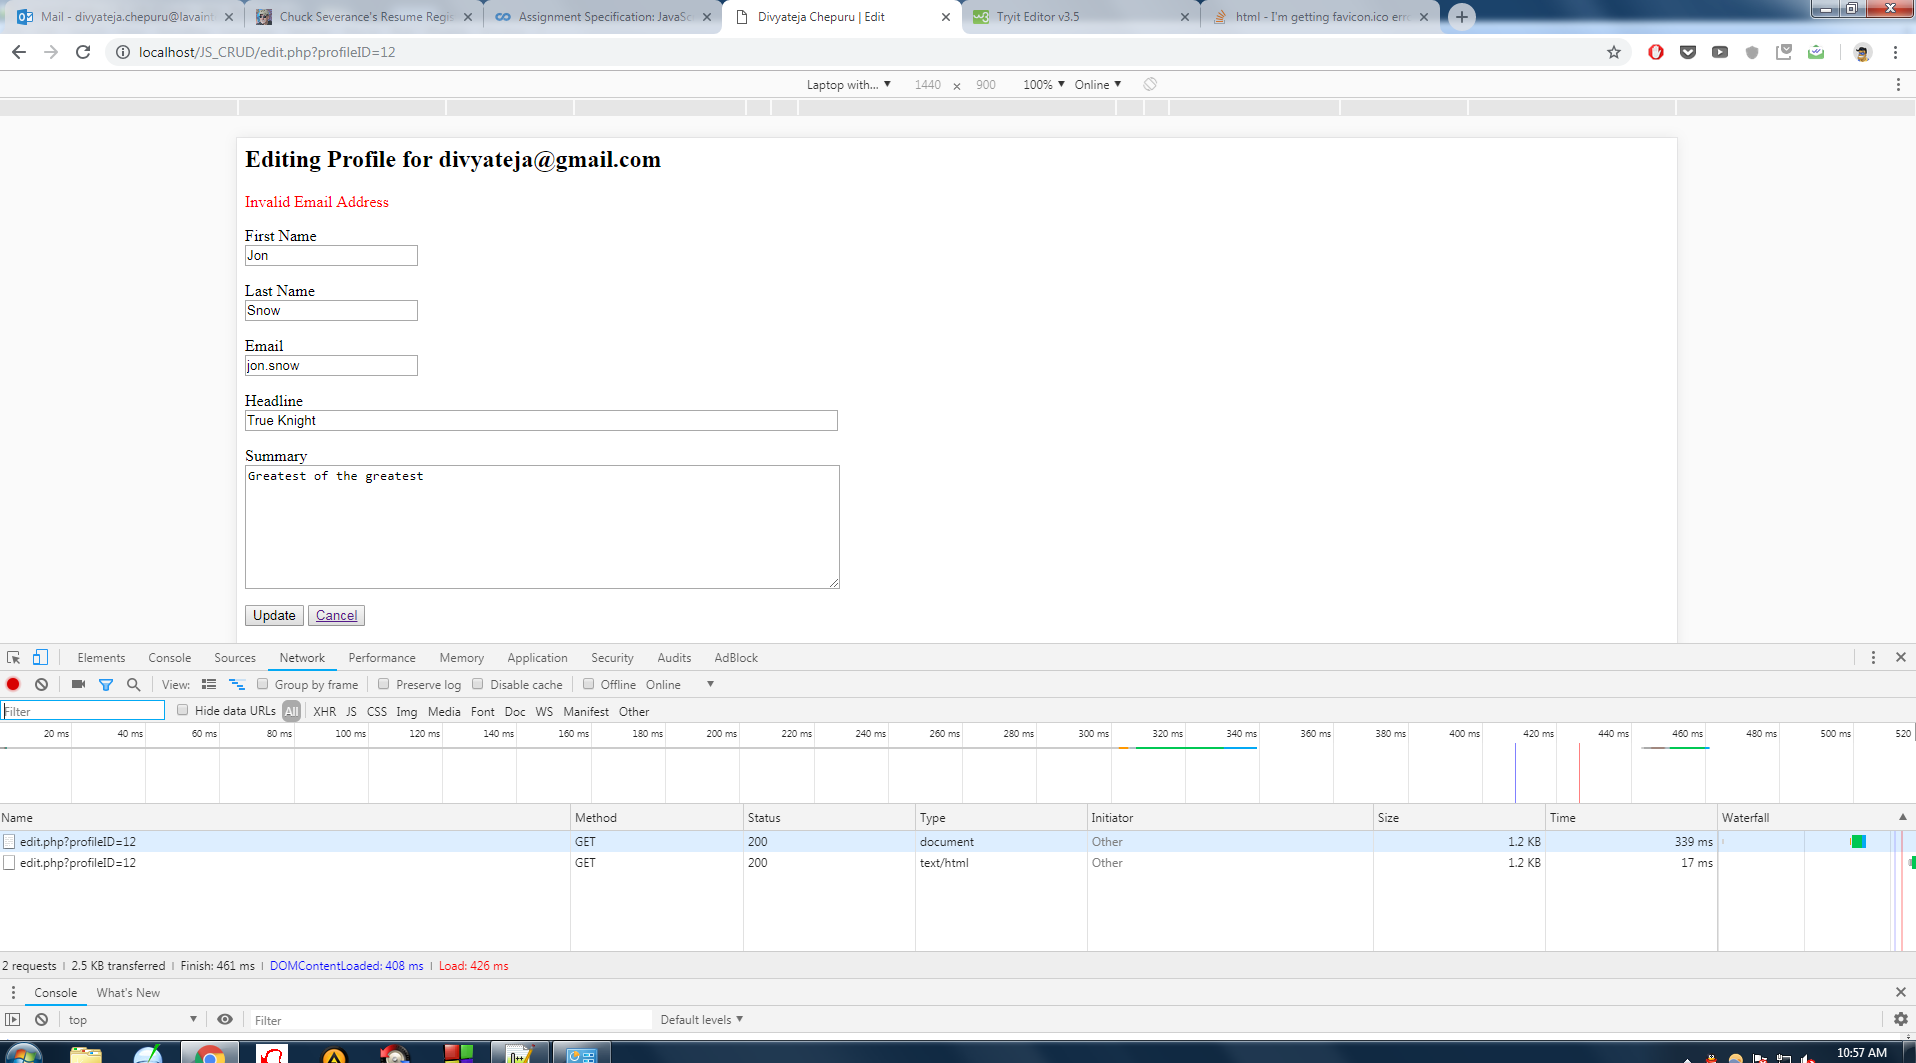 Mail - divyateja.chepuru@lavaint
Chuck Severance's Resume Regis
Assignment Specification: JavaSc
Divyateja Chepuru | Edit
Tryit Editor v3.5
html - I'm getting favicon.ico erro
localhost/JS_CRUD/edit.php?profileID=12
Laptop with... ▼ 1440 × 900 100% ▼ Online ▼
Editing Profile for divyateja@gmail.com
Invalid Email Address
First Name
Jon
Last Name
Snow
Email
jon.snow
Headline
True Knight
Summary
Greatest of the greatest
Update Cancel
Elements Console Sources Network Performance Memory Application Security Audits AdBlock
View: Group by frame Preserve log Disable cache Offline Online ▼
Filter Hide data URLs All XHR JS CSS Img Media Font Doc WS Manifest Other
20 ms 40 ms 60 ms 80 ms 100 ms 120 ms 140 ms 160 ms 180 ms 200 ms 220 ms 240 ms 260 ms 280 ms 300 ms 320 ms 340 ms 360 ms 380 ms 400 ms 420 ms 440 ms 460 ms 480 ms 500 ms 520
Name Method Status Type Initiator Size Time Waterfall
edit.php?profileID=12 GET 200 document Other 1.2 KB 339 ms
edit.php?profileID=12 GET 200 text/html Other 1.2 KB 17 ms
2 requests | 2.5 KB transferred | Finish: 461 ms | DOMContentLoaded: 408 ms | Load: 426 ms
Console What's New
top ▼ Filter Default levels ▼
10:57 AM